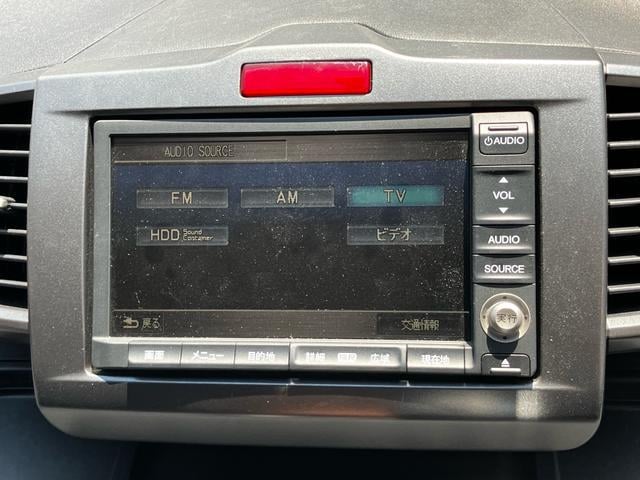 AUDIO SOURCE
FM
AM
TV
HDD Sound Container
ビデオ
戻る
交通情報
画面
メニュー
目的地
詳細
広域
現在地
AUDIO
VOL
AUDIO
SOURCE
実行